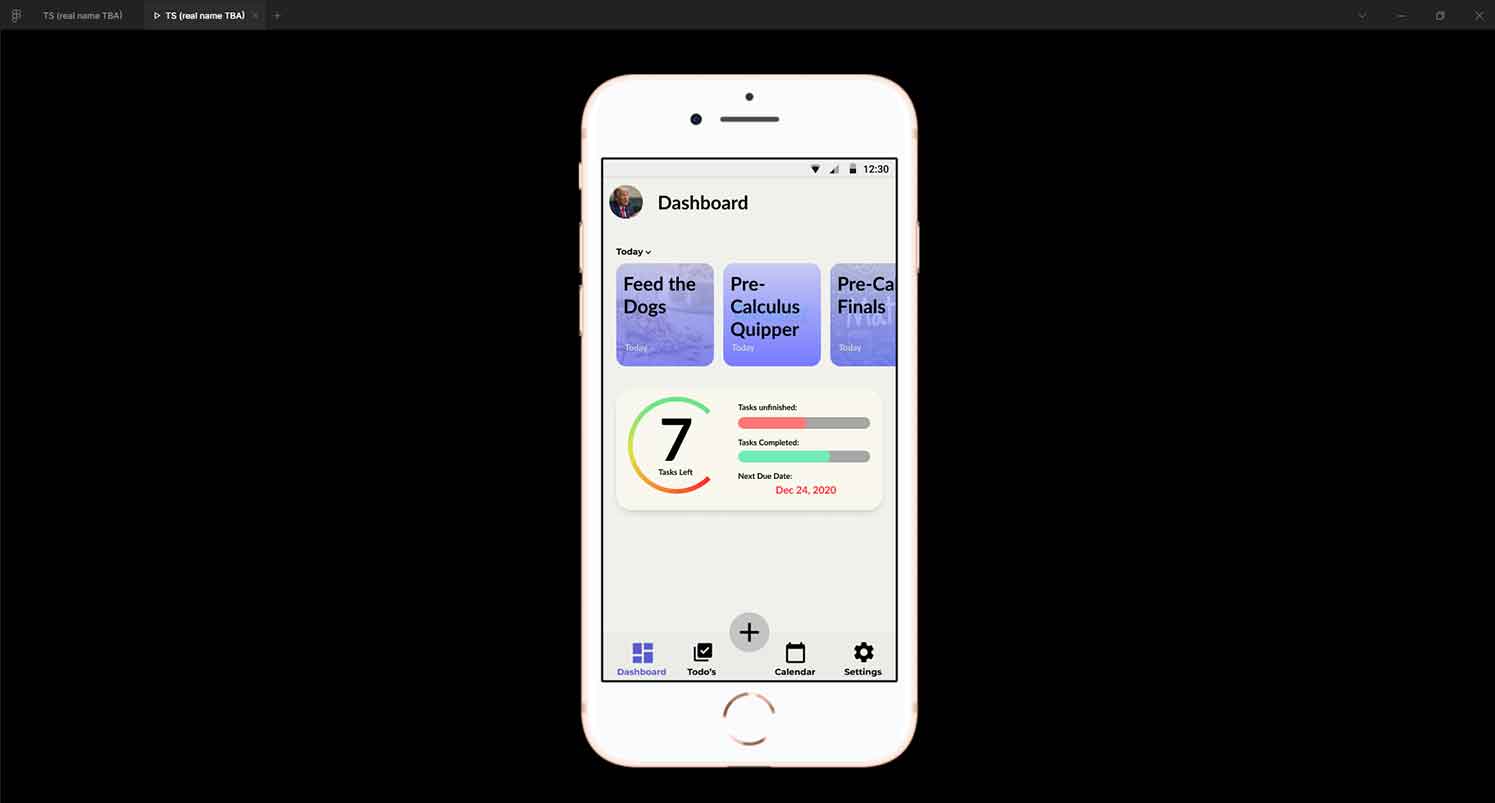 TS (real name TBA)
TS (real name TBA)
12:30
Dashboard
Today
Feed the
Dogs
Today
Pre-
Calculus
Quipper
Today
Pre-Ca
Finals
Today
7
Tasks Left
Tasks unfinished:
Tasks Completed:
Next Due Date:
Dec 24, 2020
Dashboard
Todo's
Calendar
Settings